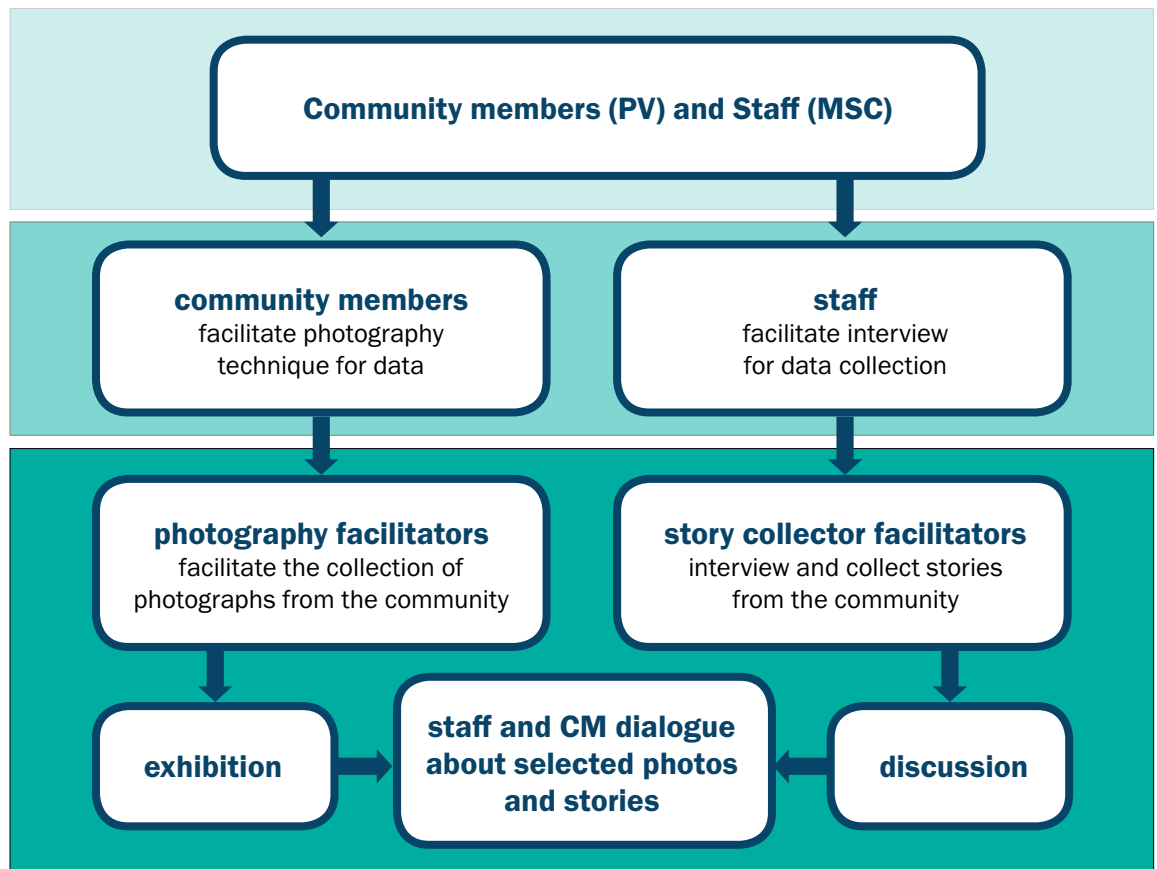 Community members (PV) and Staff (MSC)
community members
facilitate photography
technique for data
staff
facilitate interview
for data collection
photography facilitators
facilitate the collection of
photographs from the community
story collector facilitators
interview and collect stories
from the community
exhibition
staff and CM dialogue
about selected photos
and stories
discussion